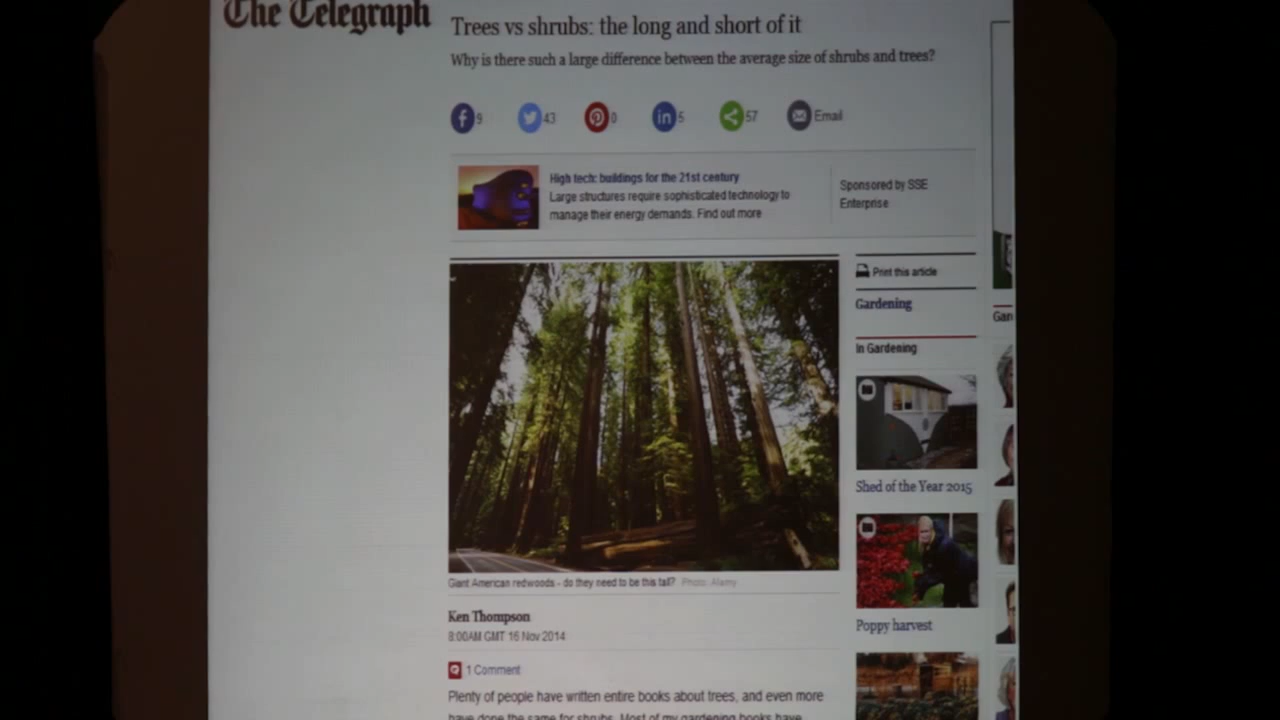 The Telegraph
Trees vs shrubs: the long and short of it
Why is there such a large difference between the average size of shrubs and trees?
9
43
0
5
57
Email
High tech: buildings for the 21st century
Large structures require sophisticated technology to
manage their energy demands. Find out more
Sponsored by SSE
Enterprise
Print this article
Gardening
In Gardening
Shed of the Year 2015
Poppy harvest
Gan
Giant American redwoods - do they need to be this tall? Photo: Alamy
Ken Thompson
8:00AM GMT 16 Nov 2014
1 Comment
Plenty of people have written entire books about trees, and even more
have done the same for shrubs. Most of my gardening books have